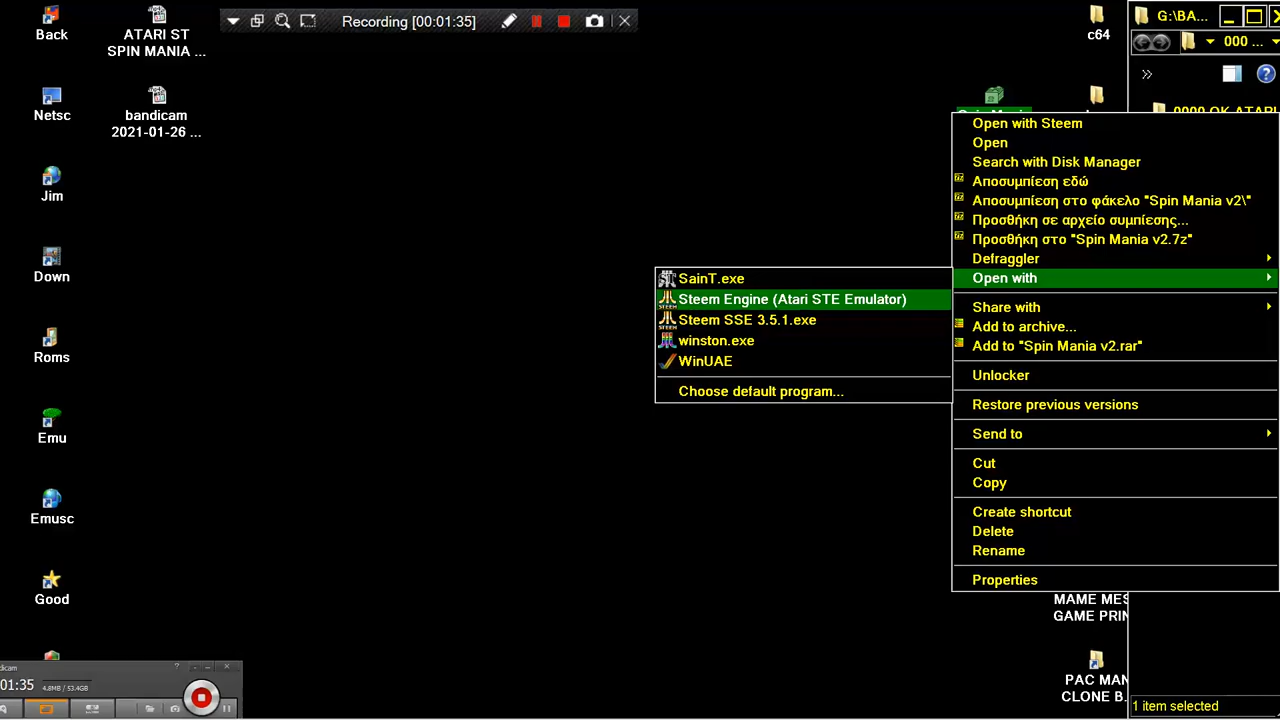 Back
ATARI ST
SPIN MANIA ...
Recording [00:01:35]
c64
G:\BA...
000 ...
Netsc
bandicam
2021-01-26 ...
Jim
Down
Roms
Emu
Emusc
Good
Open with Steem
Open
Search with Disk Manager
Αποσυμπίεση εδώ
Αποσυμπίεση στο φάκελο "Spin Mania v2\"
Προσθήκη σε αρχείο συμπίεσης...
Προσθήκη στο "Spin Mania v2.7z"
Defraggler
Open with
Share with
Add to archive...
Add to "Spin Mania v2.rar"
Unlocker
Restore previous versions
Send to
Cut
Copy
Create shortcut
Delete
Rename
Properties
SainT.exe
Steem Engine (Atari STE Emulator)
Steem SSE 3.5.1.exe
winston.exe
WinUAE
Choose default program...
MAME MES
GAME PRIN
PAC MAN
CLONE B.
1 item selected
01:35
4.8MB / 53.4GB